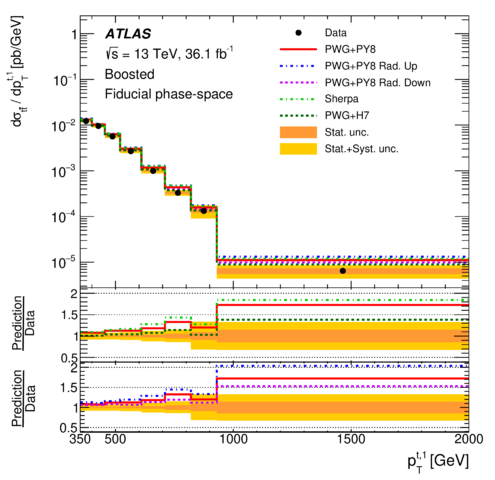 dσ_tt̄ / dp_T^{t,1} [pb/GeV]
1
10⁻¹
10⁻²
10⁻³
10⁻⁴
10⁻⁵
ATLAS
√s = 13 TeV, 36.1 fb⁻¹
Boosted
Fiducial phase-space
Data
PWG+PY8
PWG+PY8 Rad. Up
PWG+PY8 Rad. Down
Sherpa
PWG+H7
Stat. unc.
Stat.+Syst. unc.
Prediction
Data
2
1.5
1
0.5
Prediction
Data
2
1.5
1
0.5
350 500 1000 1500 2000
p_T^{t,1} [GeV]